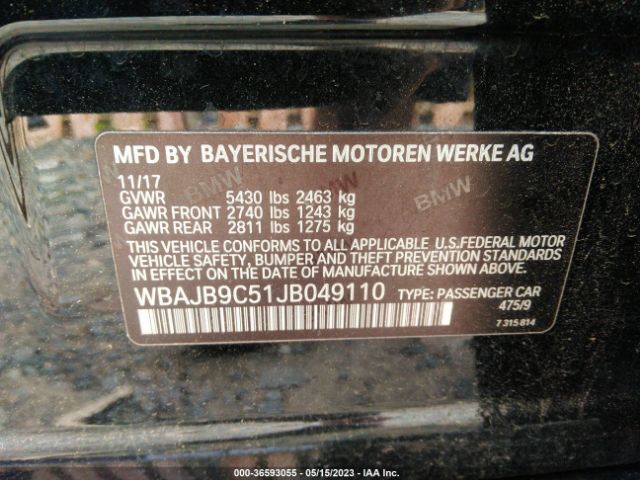 MFD BY BAYERISCHE MOTOREN WERKE AG
11/17
GVWR 5430 lbs 2463 kg
GAWR FRONT 2740 lbs 1243 kg
GAWR REAR 2811 lbs 1275 kg
THIS VEHICLE CONFORMS TO ALL APPLICABLE U.S.FEDERAL MOTOR
VEHICLE SAFETY, BUMPER AND THEFT PREVENTION
STANDARDS IN EFFECT ON THE DATE OF MANUFACTURE SHOWN ABOVE.
WBAJB9C51JB049110 TYPE: PASSENGER CAR
475/9
7 315 814
BMW
BMW
BMW
000-36593055 - 05/15/2023 - IAA Inc.